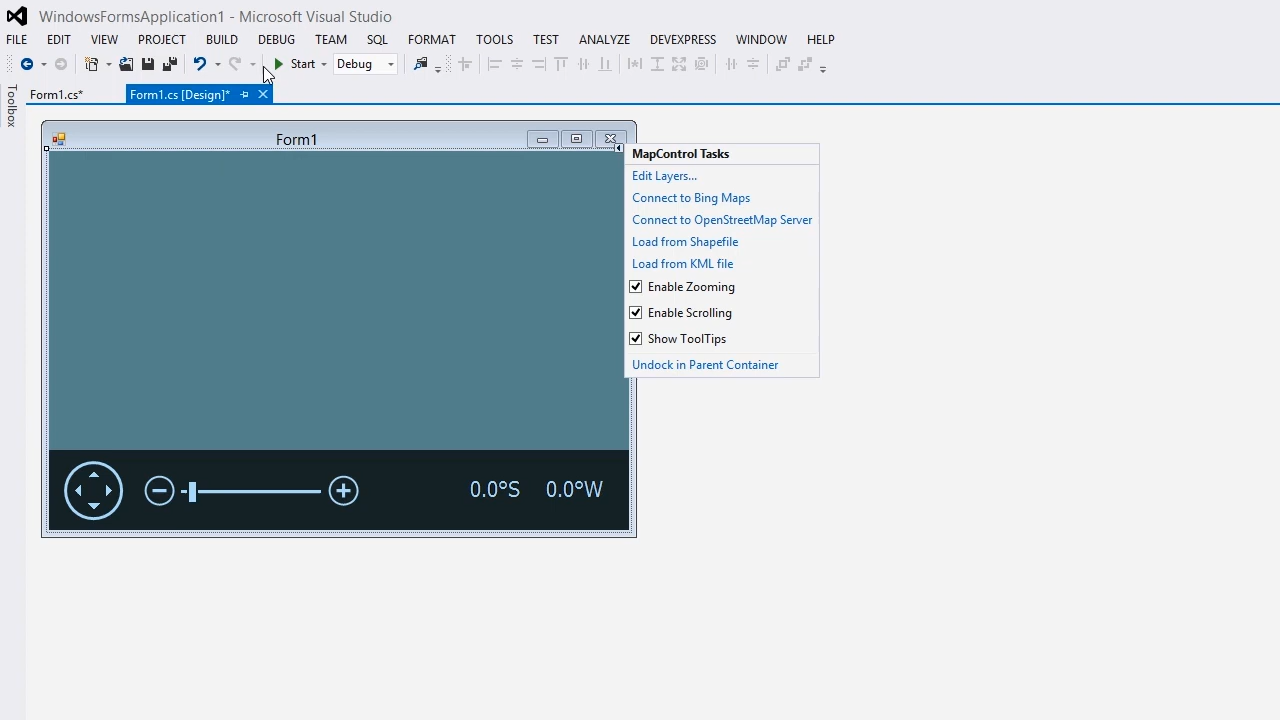 WindowsFormsApplication1 - Microsoft Visual Studio
FILE EDIT VIEW PROJECT BUILD DEBUG TEAM SQL FORMAT TOOLS TEST ANALYZE DEVEXPRESS WINDOW HELP
Start Debug
Toolbox
Form1.cs* Form1.cs [Design]*
Form1
MapControl Tasks
Edit Layers...
Connect to Bing Maps
Connect to OpenStreetMap Server
Load from Shapefile
Load from KML file
Enable Zooming
Enable Scrolling
Show ToolTips
Undock in Parent Container
0.0°S 0.0°W